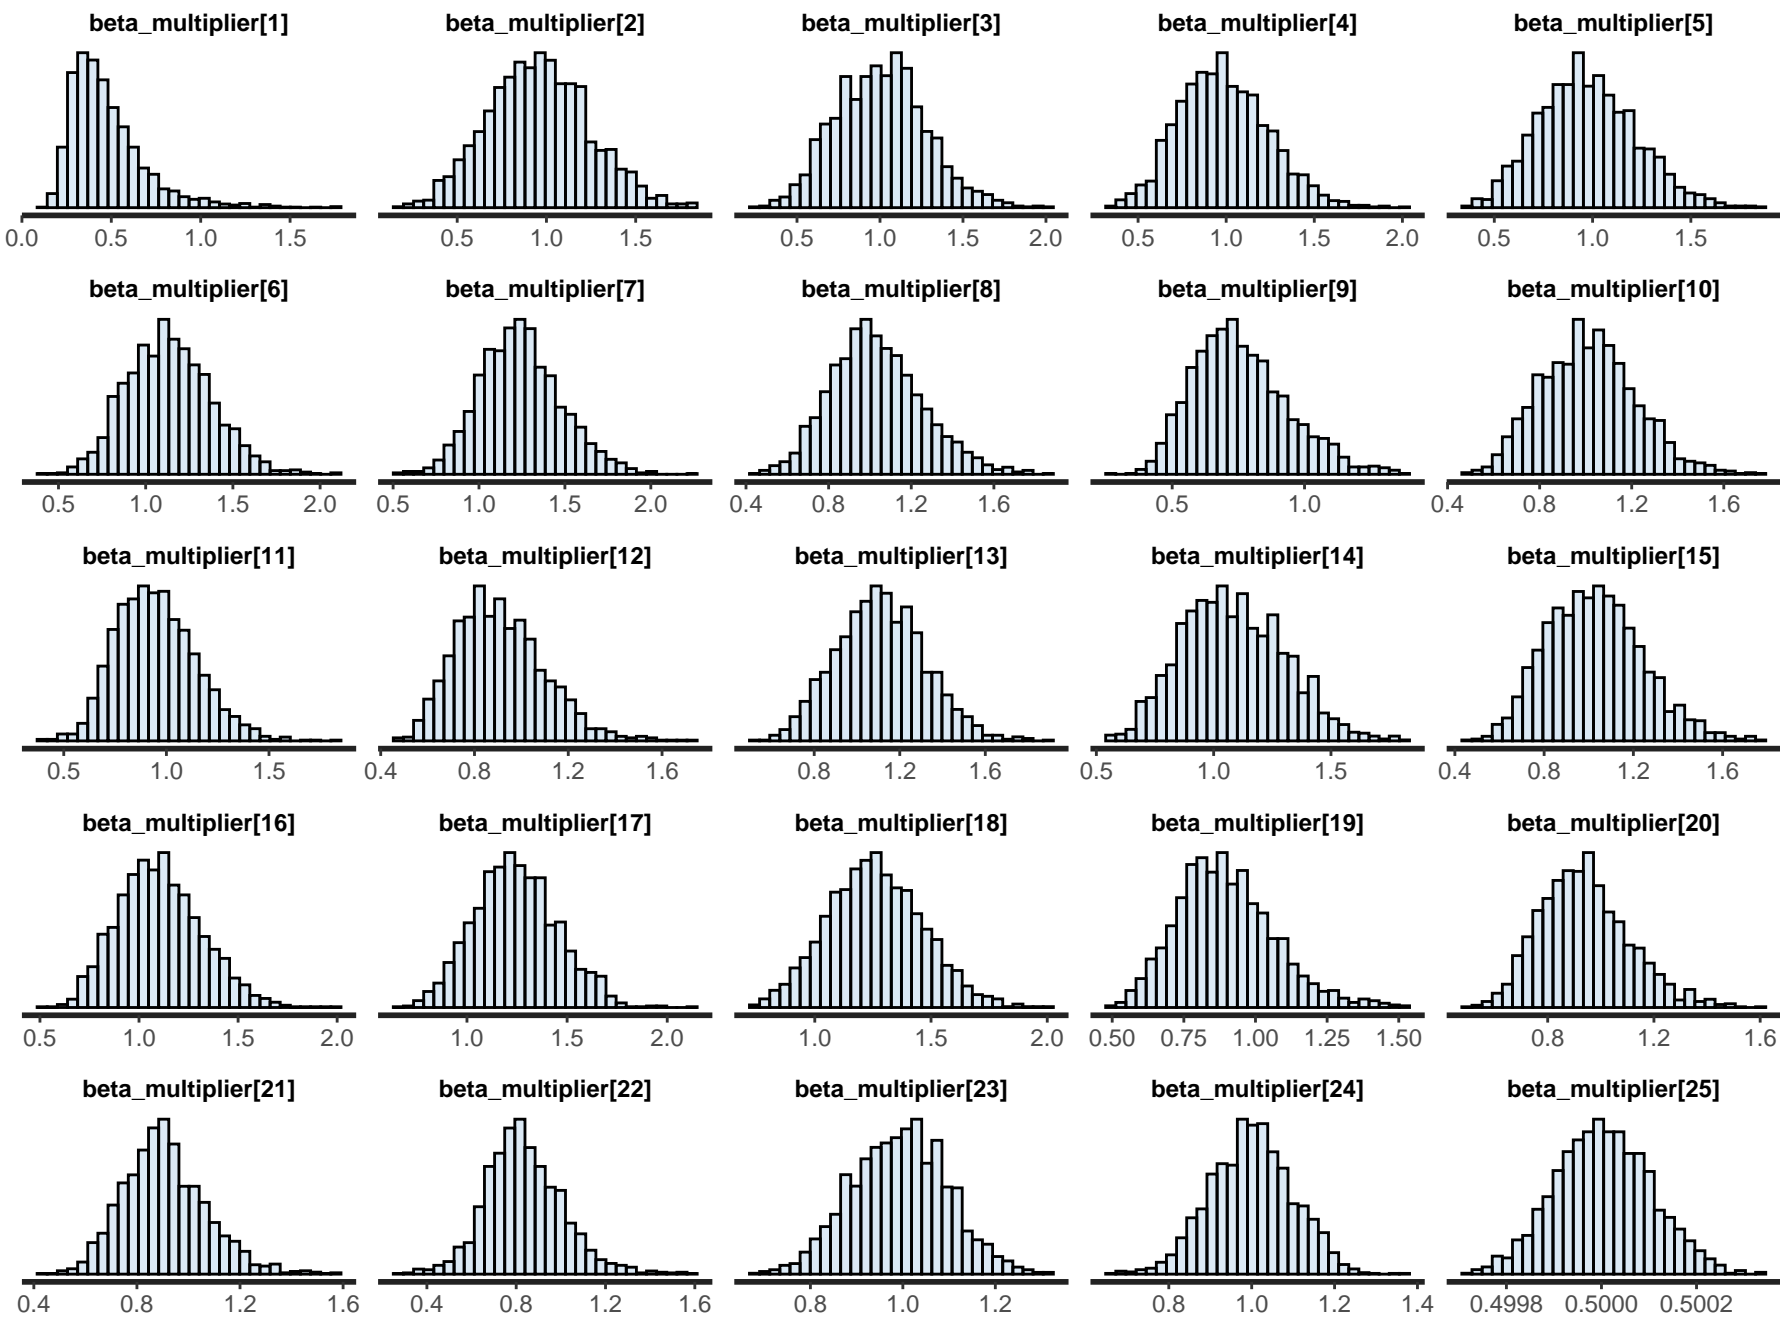 beta_multiplier[1] beta_multiplier[2] beta_multiplier[3] beta_multiplier[4] beta_multiplier[5]
0.0 0.5 1.0 1.5 0.5 1.0 1.5 0.5 1.0 1.5 2.0 0.5 1.0 1.5 2.0 0.5 1.0 1.5
beta_multiplier[6] beta_multiplier[7] beta_multiplier[8] beta_multiplier[9] beta_multiplier[10]
0.5 1.0 1.5 2.0 0.5 1.0 1.5 2.0 0.4 0.8 1.2 1.6 0.5 1.0 0.4 0.8 1.2 1.6
beta_multiplier[11] beta_multiplier[12] beta_multiplier[13] beta_multiplier[14] beta_multiplier[15]
0.5 1.0 1.5 0.4 0.8 1.2 1.6 0.8 1.2 1.6 0.5 1.0 1.5 0.4 0.8 1.2 1.6
beta_multiplier[16] beta_multiplier[17] beta_multiplier[18] beta_multiplier[19] beta_multiplier[20]
0.5 1.0 1.5 2.0 1.0 1.5 2.0 1.0 1.5 2.0 0.50 0.75 1.00 1.25 1.50 0.8 1.2 1.6
beta_multiplier[21] beta_multiplier[22] beta_multiplier[23] beta_multiplier[24] beta_multiplier[25]
0.4 0.8 1.2 1.6 0.4 0.8 1.2 1.6 0.8 1.0 1.2 0.8 1.0 1.2 1.4 0.4998 0.5000 0.5002